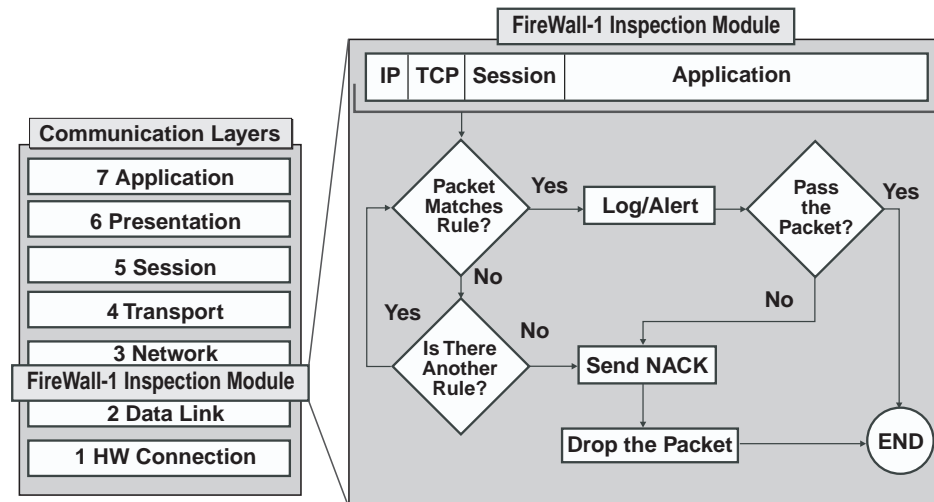 FireWall-1 Inspection Module
IP TCP Session Application
Communication Layers
7 Application
6 Presentation
5 Session
4 Transport
3 Network
FireWall-1 Inspection Module
2 Data Link
1 HW Connection
Packet
Matches
Rule?
Yes
Log/Alert
Pass
the
Packet?
Yes
No
No
Yes
Is There
Another
Rule?
No
Send NACK
Drop the Packet
END